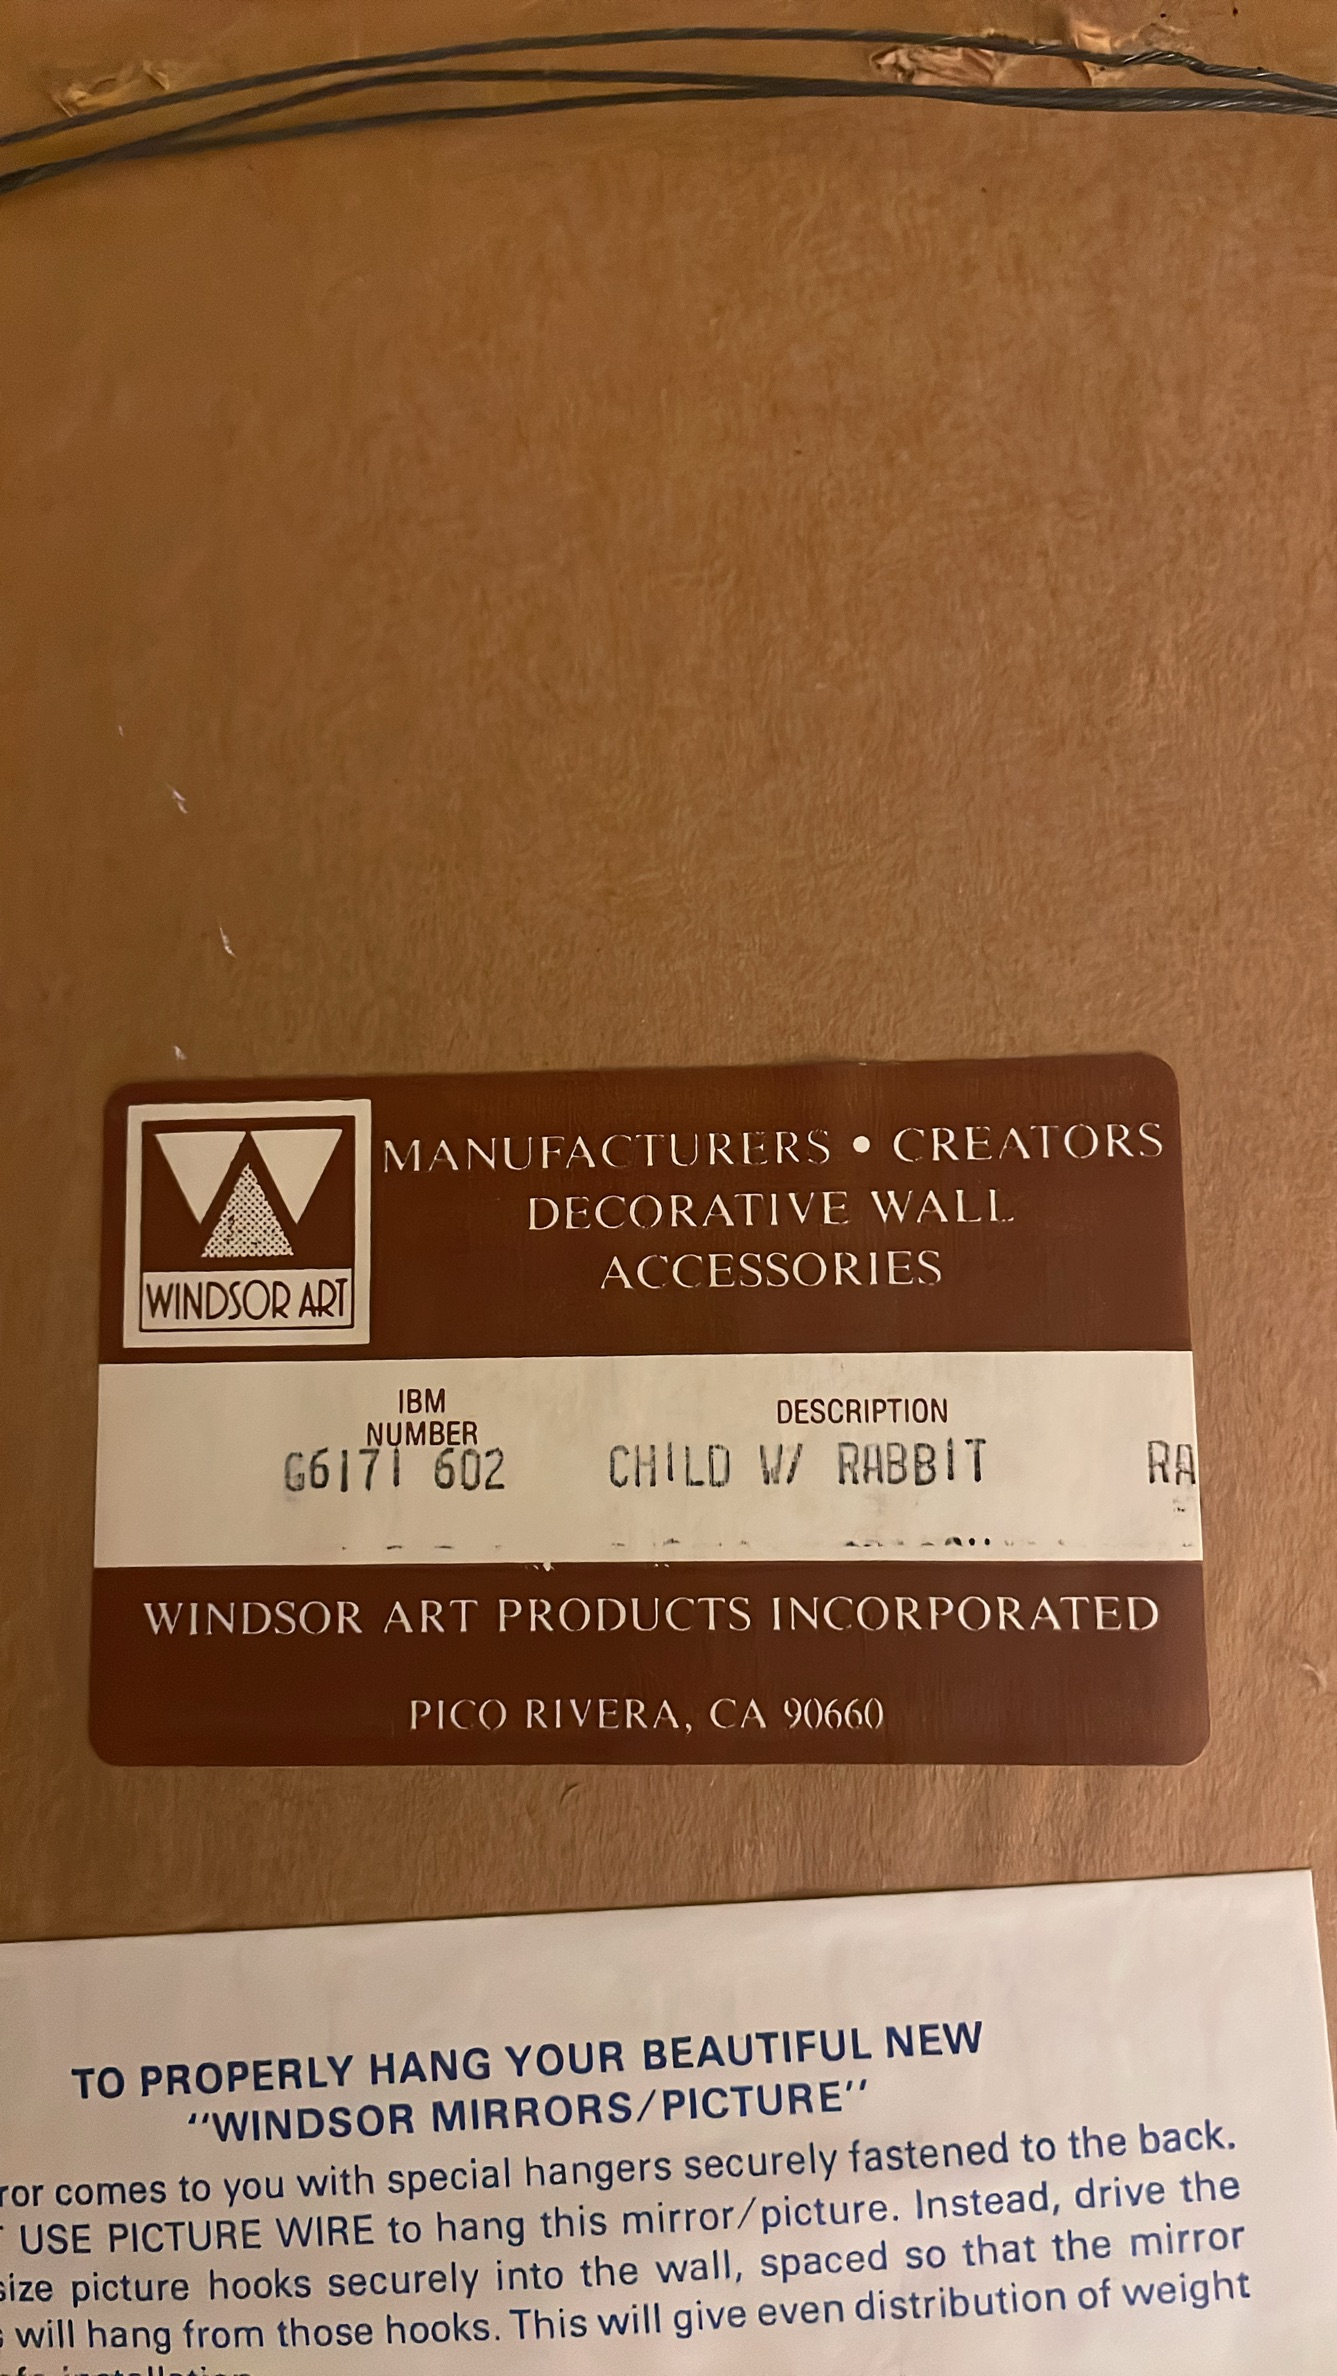 MANUFACTURERS • CREATORS
DECORATIVE WALL
ACCESSORIES
WINDSOR ART
IBM
NUMBER
DESCRIPTION
G6171 602 CHILD W/ RABBIT RA
WINDSOR ART PRODUCTS INCORPORATED
PICO RIVERA, CA 90660
TO PROPERLY HANG YOUR BEAUTIFUL NEW
"WINDSOR MIRRORS/PICTURE"
ror comes to you with special hangers securely fastened to the back.
USE PICTURE WIRE to hang this mirror/picture. Instead, drive the
size picture hooks securely into the wall, spaced so that the mirror
will hang from those hooks. This will give even distribution of weight